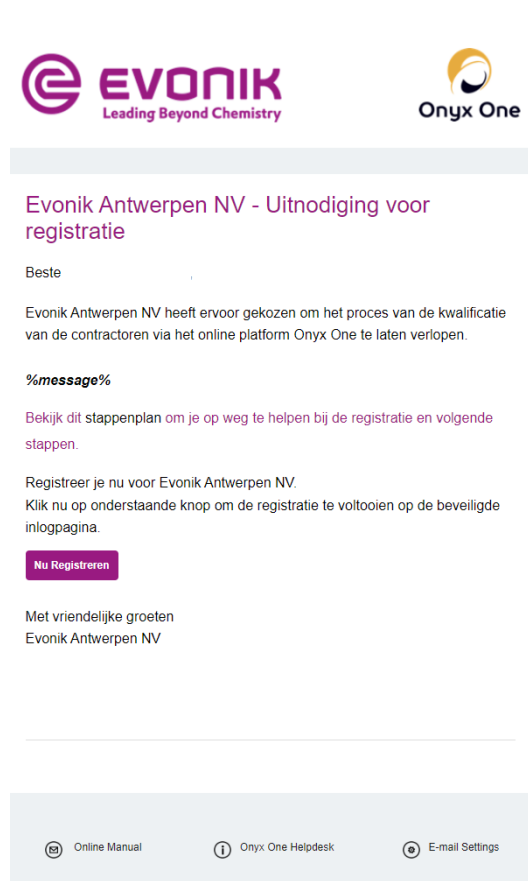 EVONIK
Leading Beyond Chemistry
Onyx One
Evonik Antwerpen NV - Uitnodiging voor
registratie
Beste ,
Evonik Antwerpen NV heeft ervoor gekozen om het proces van de kwalificatie
van de contractoren via het online platform Onyx One te laten verlopen.
%message%
Bekijk dit stappenplan om je op weg te helpen bij de registratie en volgende
stappen.
Registreer je nu voor Evonik Antwerpen NV.
Klik nu op onderstaande knop om de registratie te voltooien op de beveiligde
inlogpagina.
Nu Registreren
Met vriendelijke groeten
Evonik Antwerpen NV
Online Manual
Onyx One Helpdesk
E-mail Settings